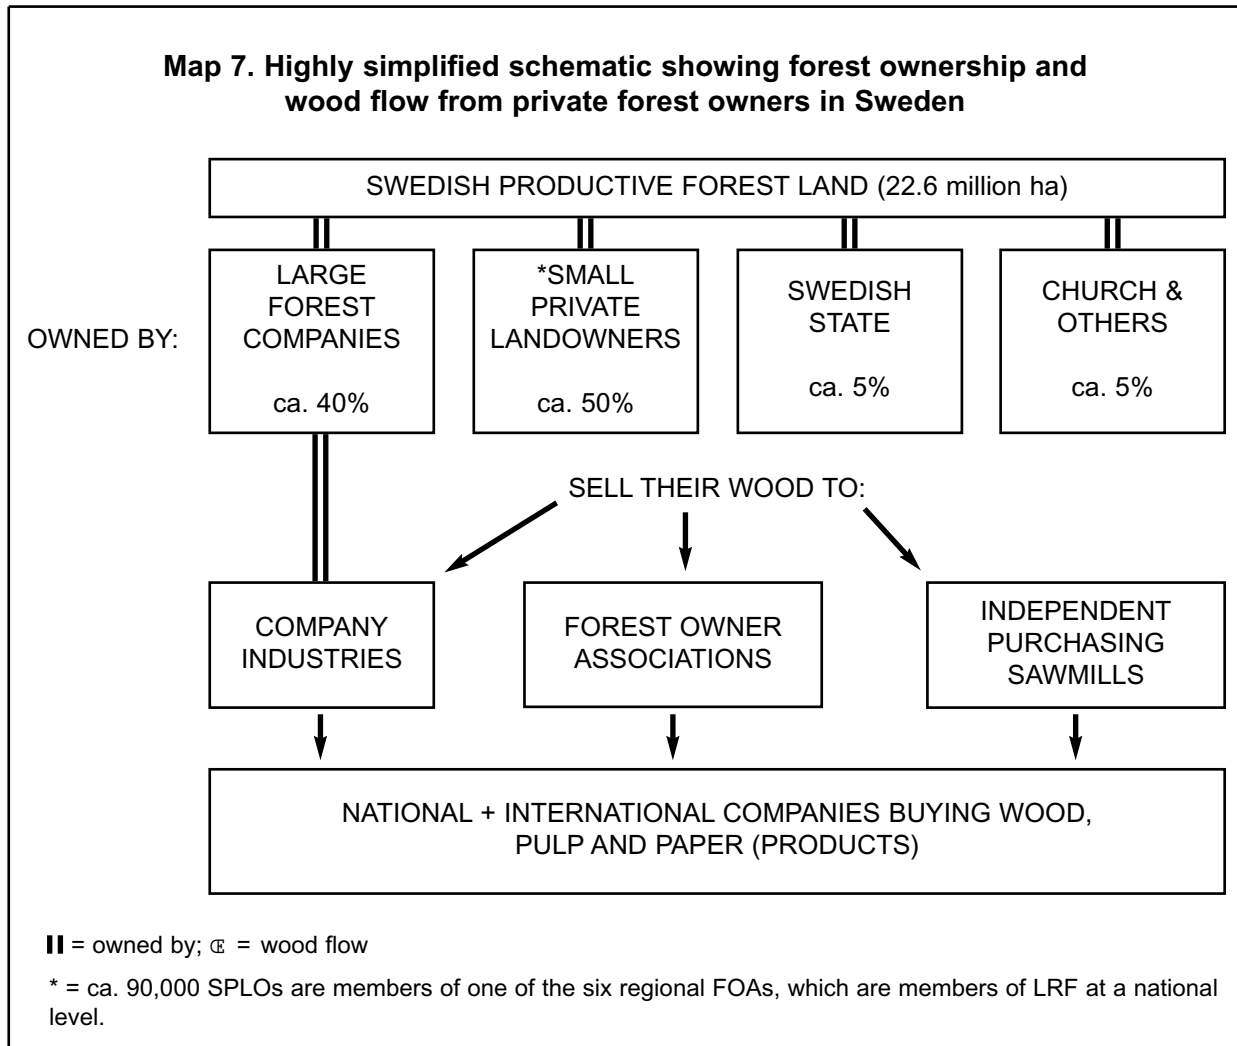 Map 7. Highly simplified schematic showing forest ownership and
wood flow from private forest owners in Sweden
SWEDISH PRODUCTIVE FOREST LAND (22.6 million ha)
OWNED BY:
LARGE
FOREST
COMPANIES
ca. 40%
*SMALL
PRIVATE
LANDOWNERS
ca. 50%
SWEDISH
STATE
ca. 5%
CHURCH &
OTHERS
ca. 5%
SELL THEIR WOOD TO:
COMPANY
INDUSTRIES
FOREST OWNER
ASSOCIATIONS
INDEPENDENT
PURCHASING
SAWMILLS
NATIONAL + INTERNATIONAL COMPANIES BUYING WOOD,
PULP AND PAPER (PRODUCTS)
= owned by; Œ = wood flow
* = ca. 90,000 SPLOs are members of one of the six regional FOAs, which are members of LRF at a national
level.